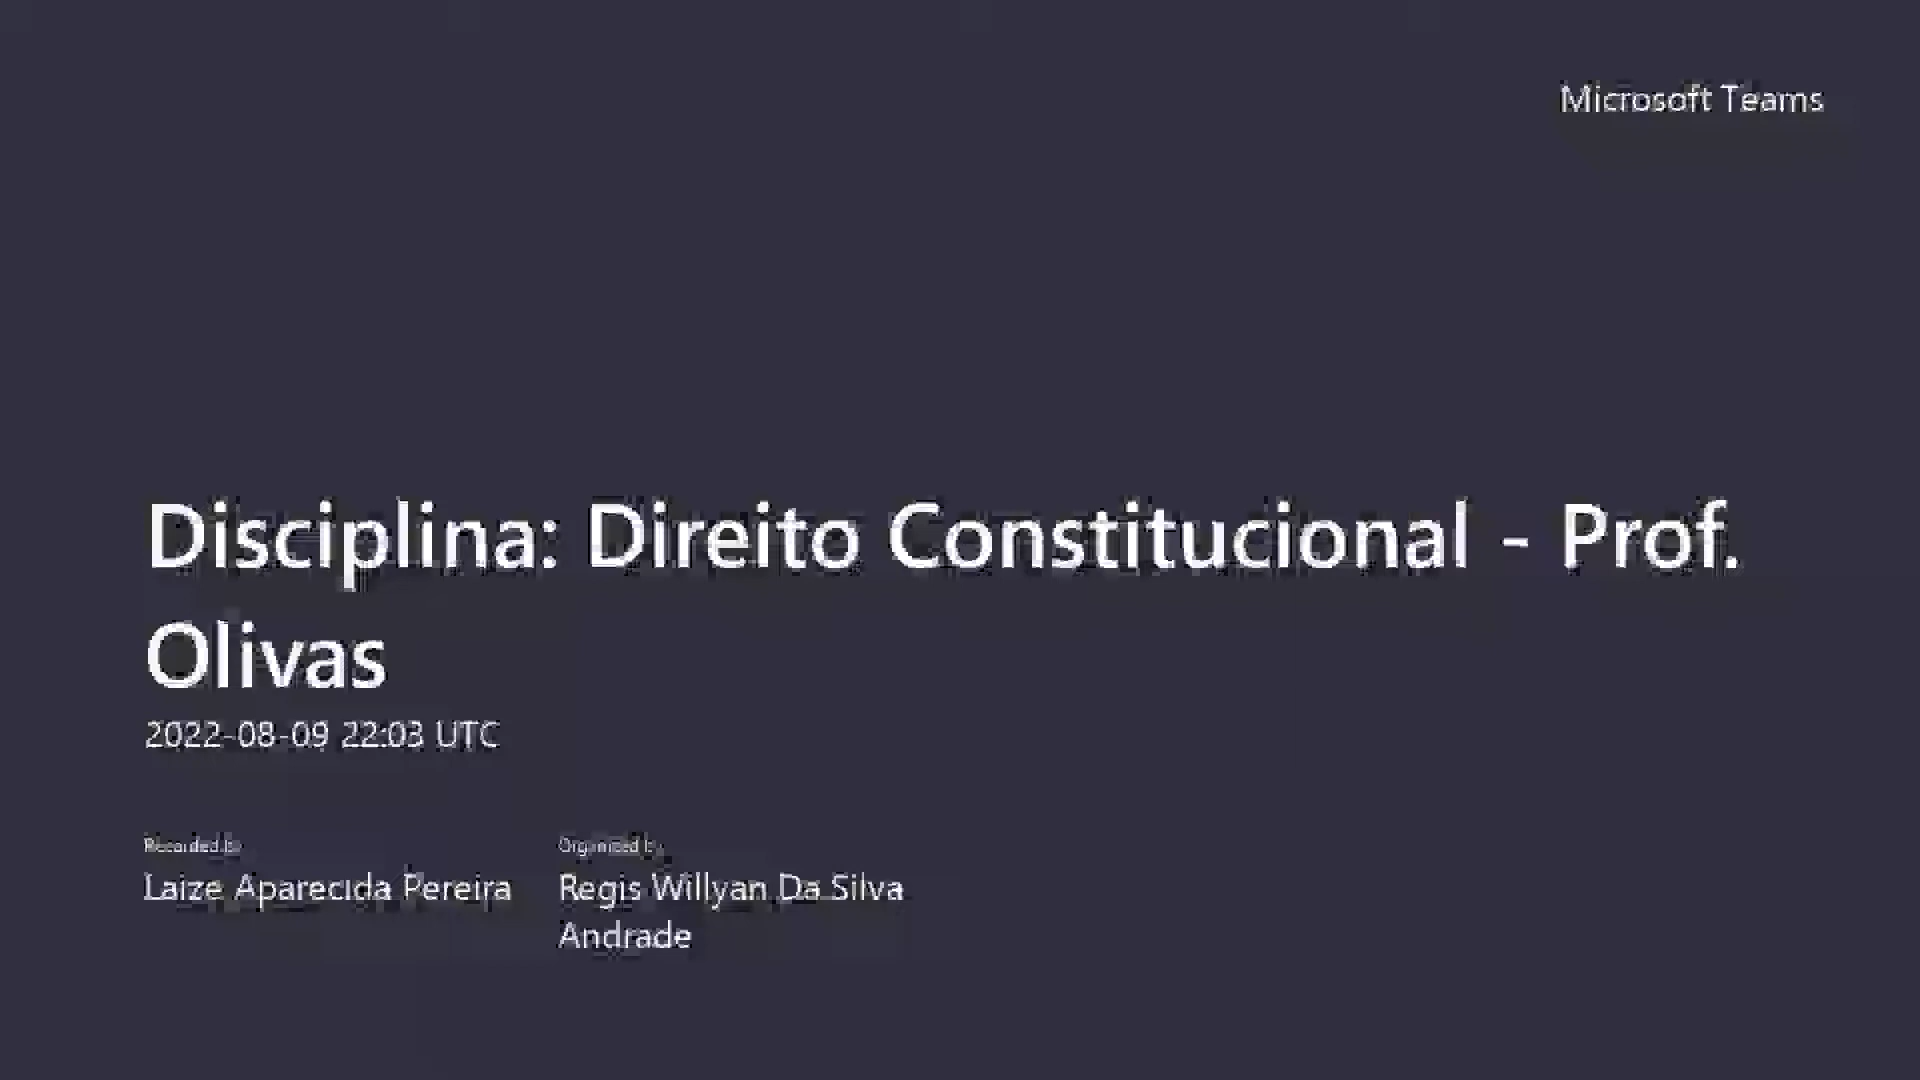 Microsoft Teams
Disciplina: Direito Constitucional - Prof.
Olivas
2022-08-09 22:03 UTC
Recorded by
Organized by
Laize Aparecida Pereira
Regis Willyan Da Silva
Andrade